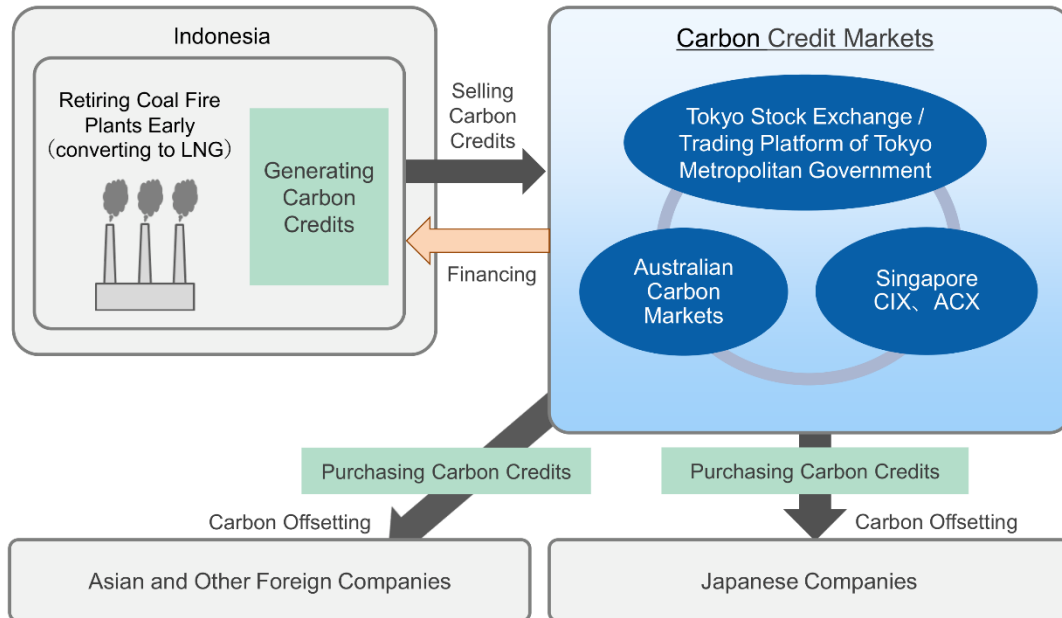 Indonesia
Retiring Coal Fire
Plants Early
（converting to LNG）
Generating
Carbon
Credits
Selling
Carbon
Credits
Financing
Carbon Credit Markets
Tokyo Stock Exchange /
Trading Platform of Tokyo
Metropolitan Government
Australian
Carbon
Markets
Singapore
CIX、ACX
Purchasing Carbon Credits
Purchasing Carbon Credits
Carbon Offsetting
Carbon Offsetting
Asian and Other Foreign Companies
Japanese Companies